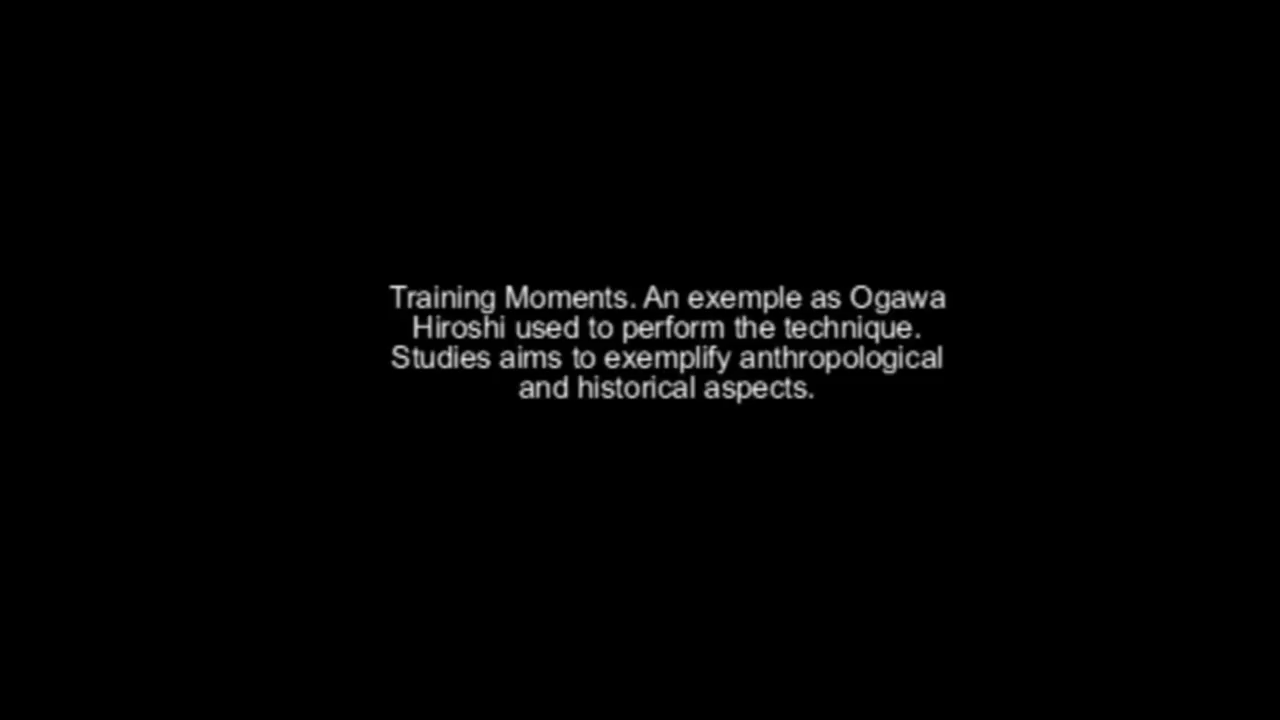 Training Moments. An exemple as Ogawa
Hiroshi used to perform the technique.
Studies aims to exemplify anthropological
and historical aspects.